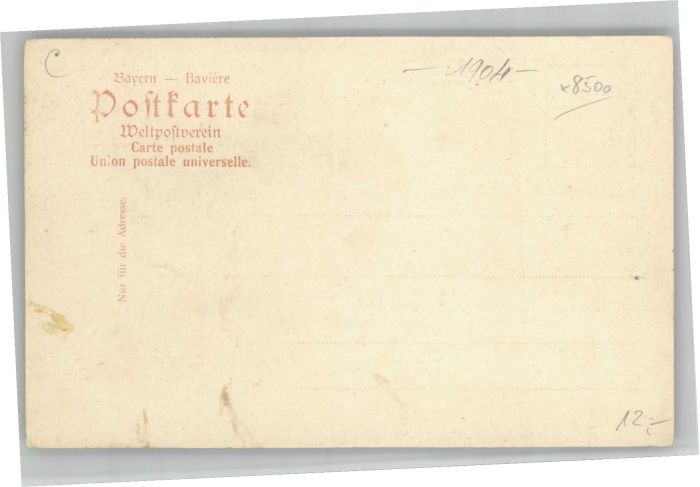 C
– 1904 –
x8500
Bayern — Bavière
Postkarte
Weltpostverein
Carte postale
Union postale universelle.
Nur für die Adresse.
12,-